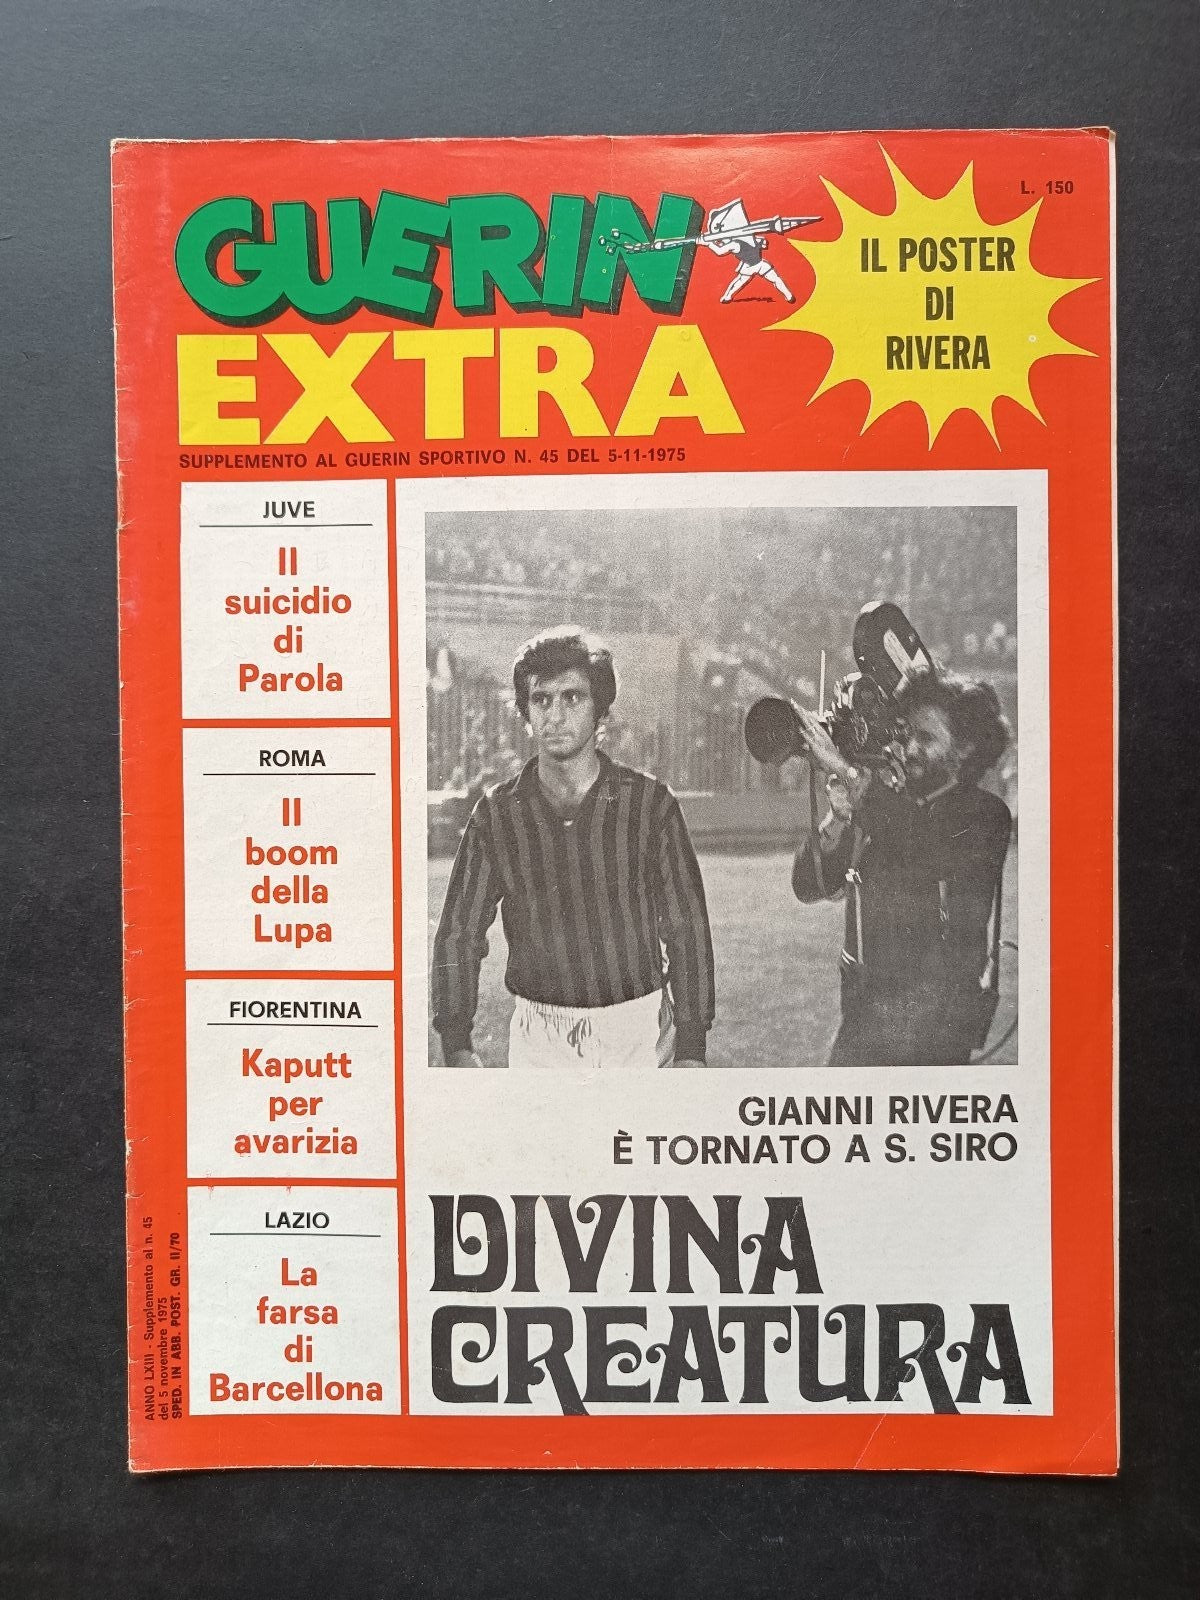 L. 150
GUERIN
EXTRA
IL POSTER
DI
RIVERA
SUPPLEMENTO AL GUERIN SPORTIVO N. 45 DEL 5-11-1975
JUVE
Il
suicidio
di
Parola
ROMA
Il
boom
della
Lupa
FIORENTINA
Kaputt
per
avarizia
LAZIO
La
farsa
di
Barcellona
GIANNI RIVERA
È TORNATO A S. SIRO
DIVINA
CREATURA
ANNO LXIII - Supplemento al n. 45
del 5 novembre 1975
SPED. IN ABB. POST. GR. II/70